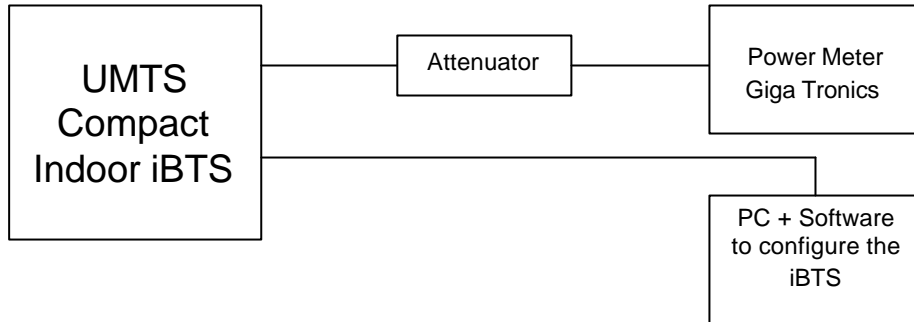 UMTS
Compact
Indoor iBTS
Attenuator
Power Meter
Giga Tronics
PC + Software
to configure the
iBTS